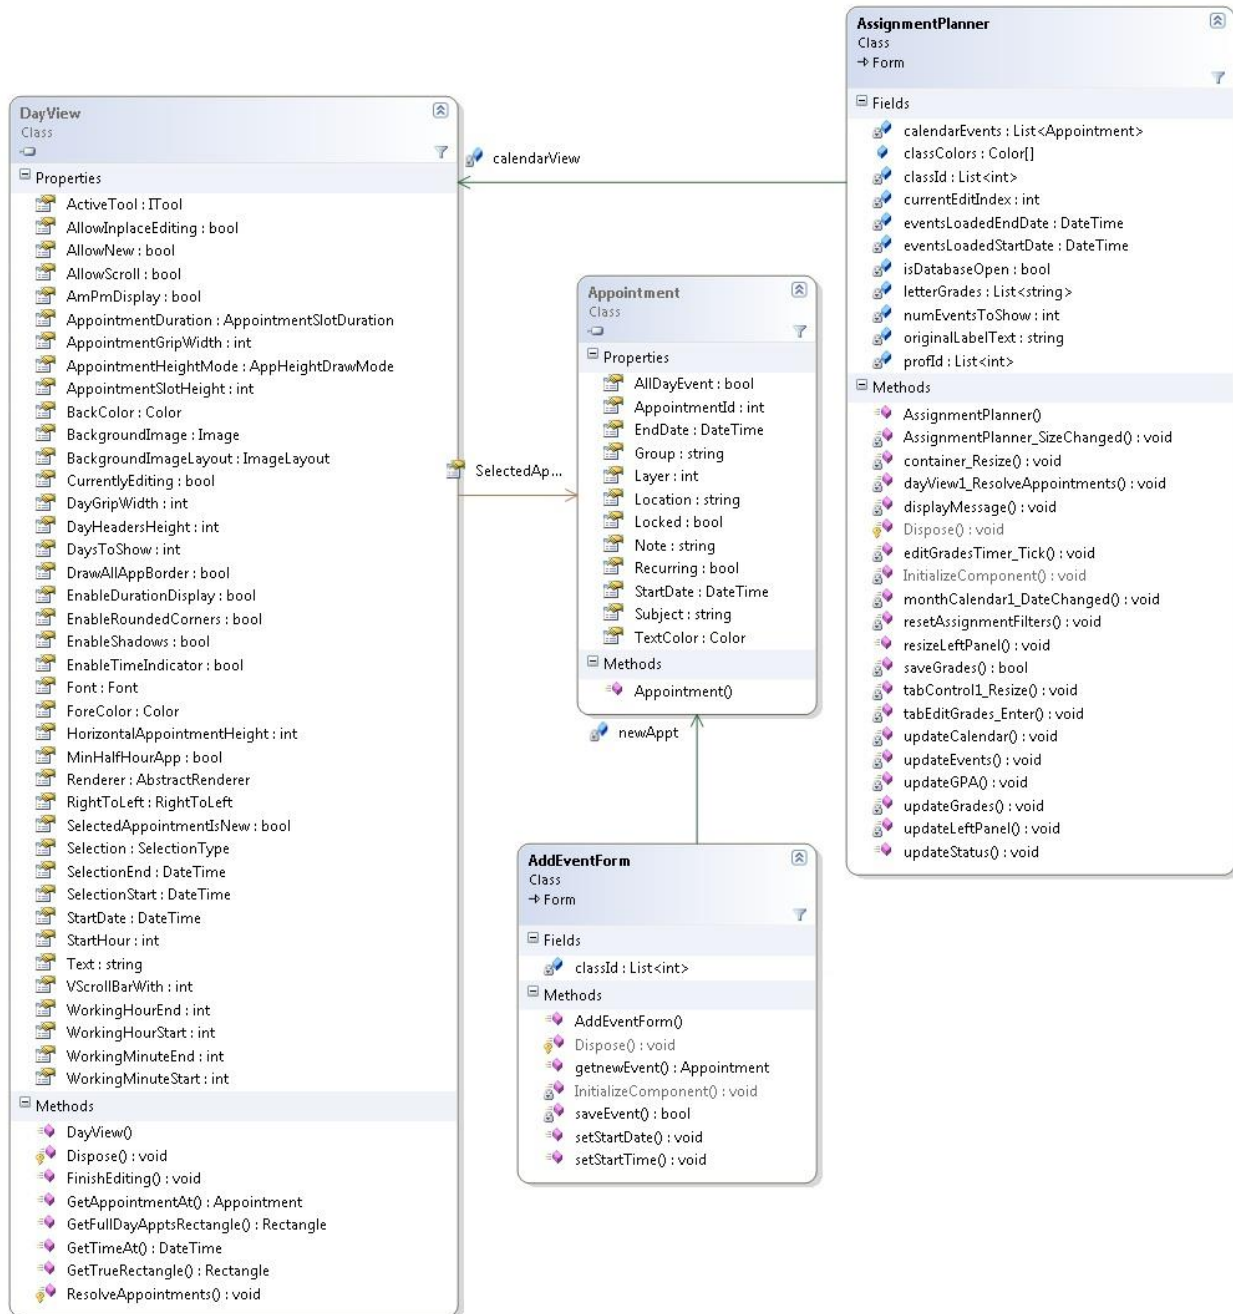 AssignmentPlanner
Class
Form
Fields
calendarEvents : List<Appointment>
classColors : Color[]
classId : List<int>
currentEditIndex : int
eventsLoadedEndDate : DateTime
eventsLoadedStartDate : DateTime
isDatabaseOpen : bool
letterGrades : List<string>
numEventsToShow : int
originalLabelText : string
profId : List<int>
Methods
AssignmentPlanner()
AssignmentPlanner_SizeChanged() : void
container_Resize() : void
dayView1_ResolveAppointments() : void
displayMessage() : void
Dispose() : void
editGradesTimer_Tick() : void
InitializeComponent() : void
monthCalendar1_DateChanged() : void
resetAssignmentFilters() : void
resizeLeftPanel() : void
saveGrades() : bool
tabControl1_Resize() : void
tabEditGrades_Enter() : void
updateCalendar() : void
updateEvents() : void
updateGPA() : void
updateGrades() : void
updateLeftPanel() : void
updateStatus() : void
calendarView
DayView
Class
Properties
ActiveTool : ITool
AllowInplaceEditing : bool
AllowNew : bool
AllowScroll : bool
AmPmDisplay : bool
AppointmentDuration : AppointmentSlotDuration
AppointmentGripWidth : int
AppointmentHeightMode : AppHeightDrawMode
AppointmentSlotHeight : int
BackColor : Color
BackgroundImage : Image
BackgroundImageLayout : ImageLayout
CurrentlyEditing : bool
DayGripWidth : int
DayHeadersHeight : int
DaysToShow : int
DrawAllAppBorder : bool
EnableDurationDisplay : bool
EnableRoundedCorners : bool
EnableShadows : bool
EnableTimeIndicator : bool
Font : Font
ForeColor : Color
HorizontalAppointmentHeight : int
MinHalfHourApp : bool
Renderer : AbstractRenderer
RightToLeft : RightToLeft
SelectedAppointmentIsNew : bool
Selection : SelectionType
SelectionEnd : DateTime
SelectionStart : DateTime
StartDate : DateTime
StartHour : int
Text : string
VScrollBarWith : int
WorkingHourEnd : int
WorkingHourStart : int
WorkingMinuteEnd : int
WorkingMinuteStart : int
Methods
DayView()
Dispose() : void
FinishEditing() : void
GetAppointmentAt() : Appointment
GetFullDayApptsRectangle() : Rectangle
GetTimeAt() : DateTime
GetTrueRectangle() : Rectangle
ResolveAppointments() : void
SelectedAp...
Appointment
Class
Properties
AllDayEvent : bool
AppointmentId : int
EndDate : DateTime
Group : string
Layer : int
Location : string
Locked : bool
Note : string
Recurring : bool
StartDate : DateTime
Subject : string
TextColor : Color
Methods
Appointment()
newAppt
AddEventForm
Class
Form
Fields
classId : List<int>
Methods
AddEventForm()
Dispose() : void
getnewEvent() : Appointment
InitializeComponent() : void
saveEvent() : bool
setStartDate() : void
setStartTime() : void